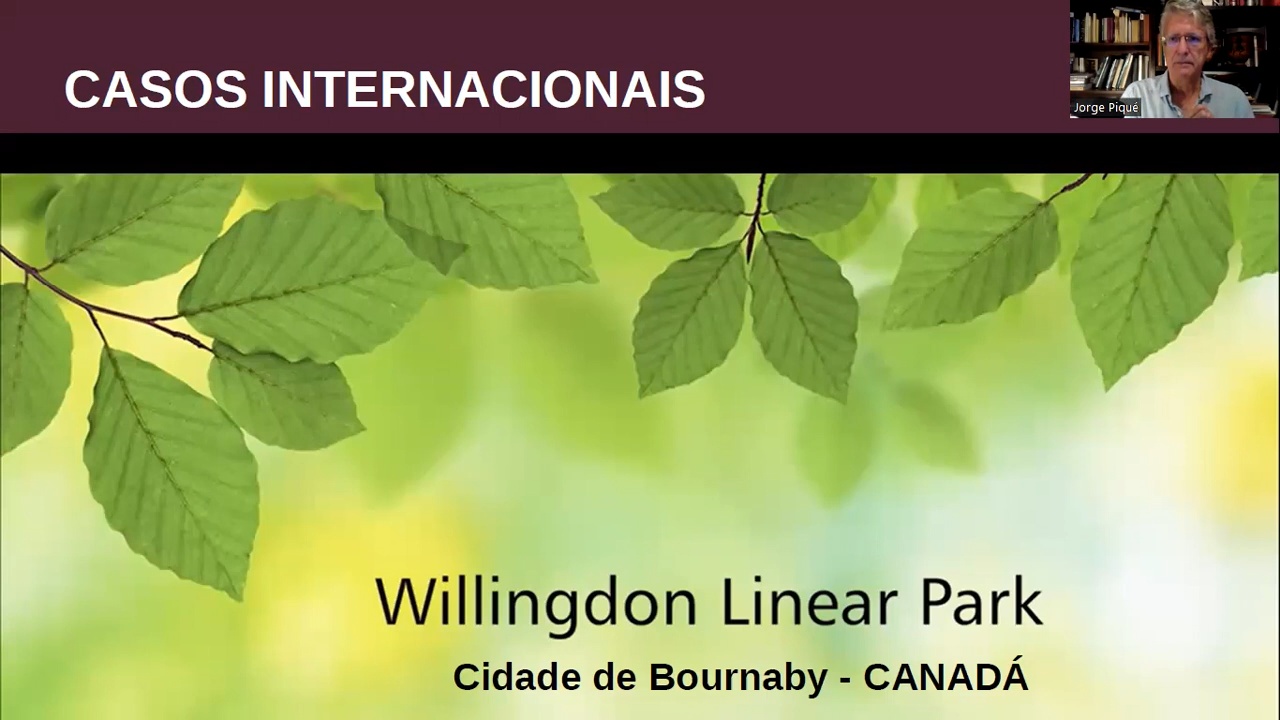 CASOS INTERNACIONAIS
Jorge Piqué
Willingdon Linear Park
Cidade de Bournaby - CANADÁ